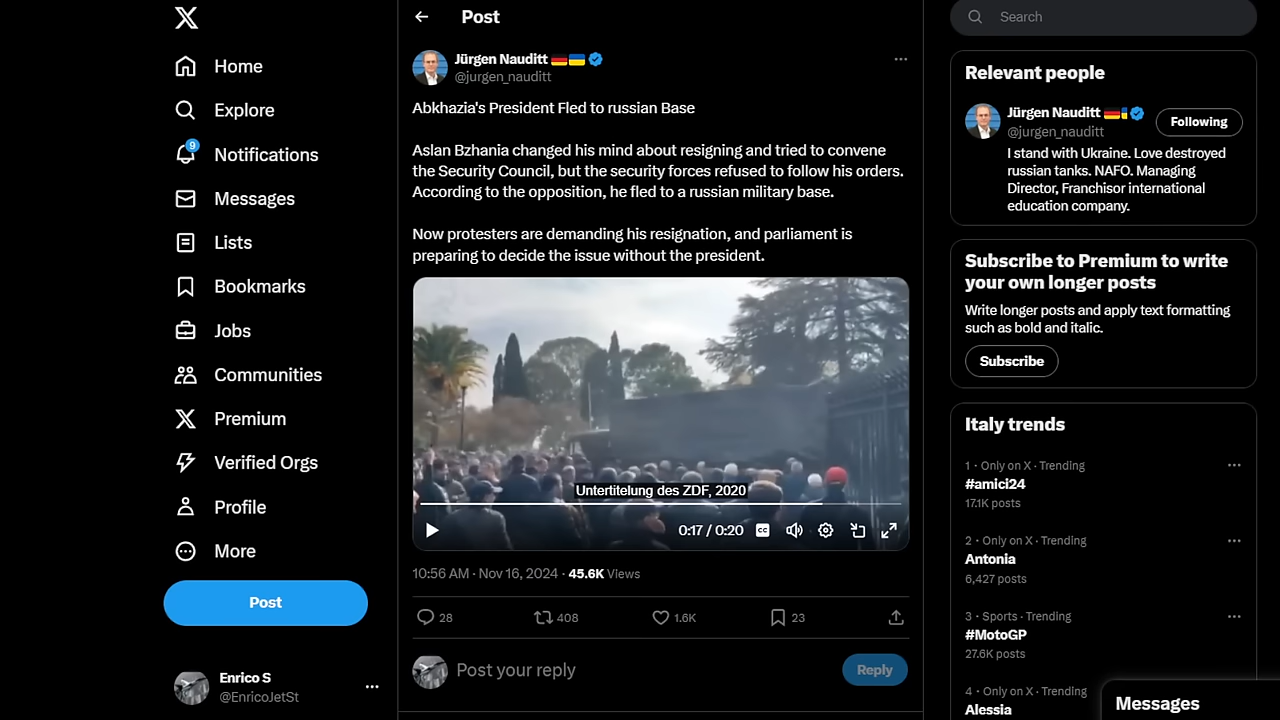 Home
Explore
9
Notifications
Messages
Lists
Bookmarks
Jobs
Communities
Premium
Verified Orgs
Profile
More
Post
Enrico S
@EnricoJetSt
Post
Jürgen Nauditt
@jurgen_nauditt
Abkhazia's President Fled to russian Base
Aslan Bzhania changed his mind about resigning and tried to convene
the Security Council, but the security forces refused to follow his orders.
According to the opposition, he fled to a russian military base.
Now protesters are demanding his resignation, and parliament is
preparing to decide the issue without the president.
Untertitelung des ZDF, 2020
0:17 / 0:20
CC
10:56 AM · Nov 16, 2024 · 45.6K Views
28
408
1.6K
23
Post your reply
Reply
Search
Relevant people
Jürgen Nauditt
@jurgen_nauditt
Following
I stand with Ukraine. Love destroyed
russian tanks. NAFO. Managing
Director, Franchisor international
education company.
Subscribe to Premium to write
your own longer posts
Write longer posts and apply text formatting
such as bold and italic.
Subscribe
Italy trends
1 · Only on X · Trending
#amici24
17.1K posts
2 · Only on X · Trending
Antonia
6,427 posts
3 · Sports · Trending
#MotoGP
27.6K posts
4 · Only on X · Trending
Alessia
Messages